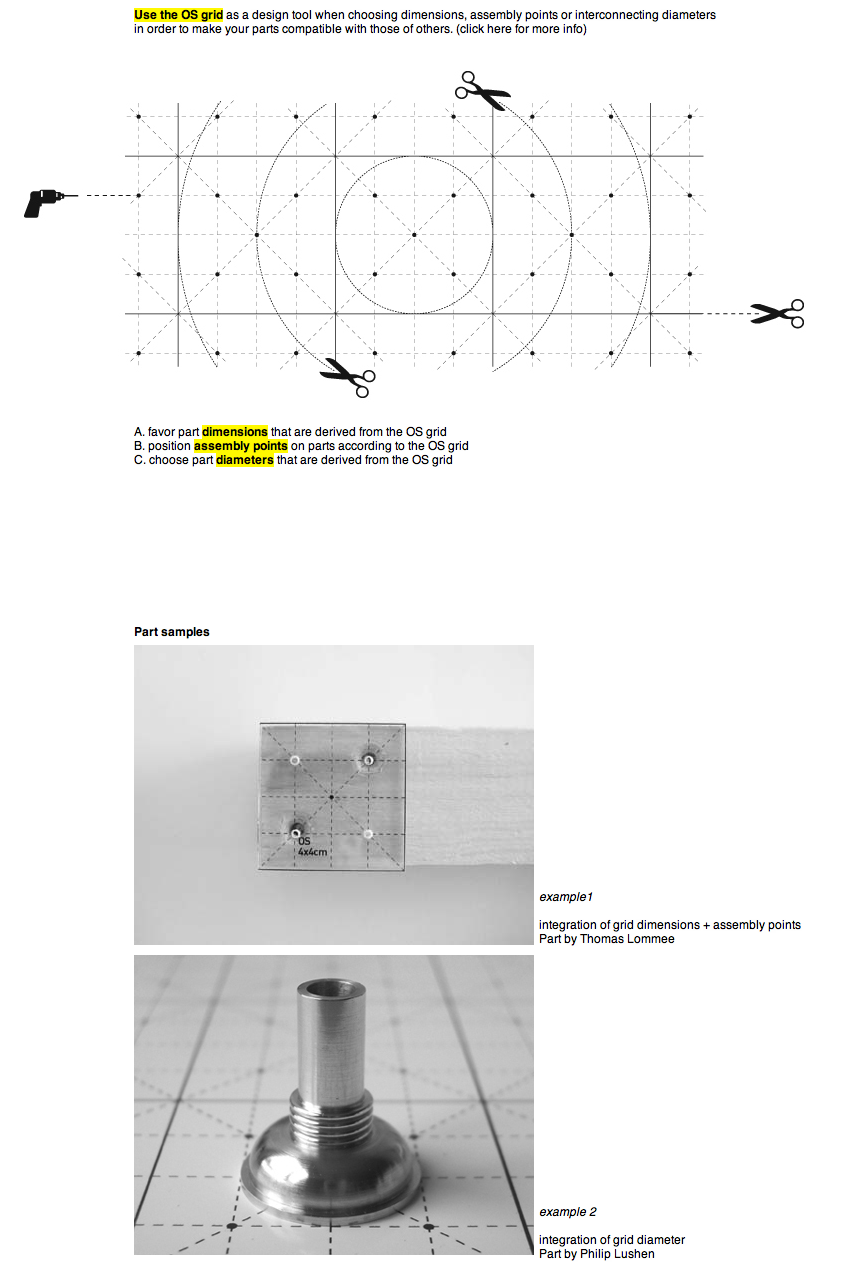 Use the OS grid as a design tool when choosing dimensions, assembly points or interconnecting diameters
in order to make your parts compatible with those of others. (click here for more info)
A. favor part dimensions that are derived from the OS grid
B. position assembly points on parts according to the OS grid
C. choose part diameters that are derived from the OS grid
Part samples
OS
4x4cm
example1
integration of grid dimensions + assembly points
Part by Thomas Lommee
example 2
integration of grid diameter
Part by Philip Lushen